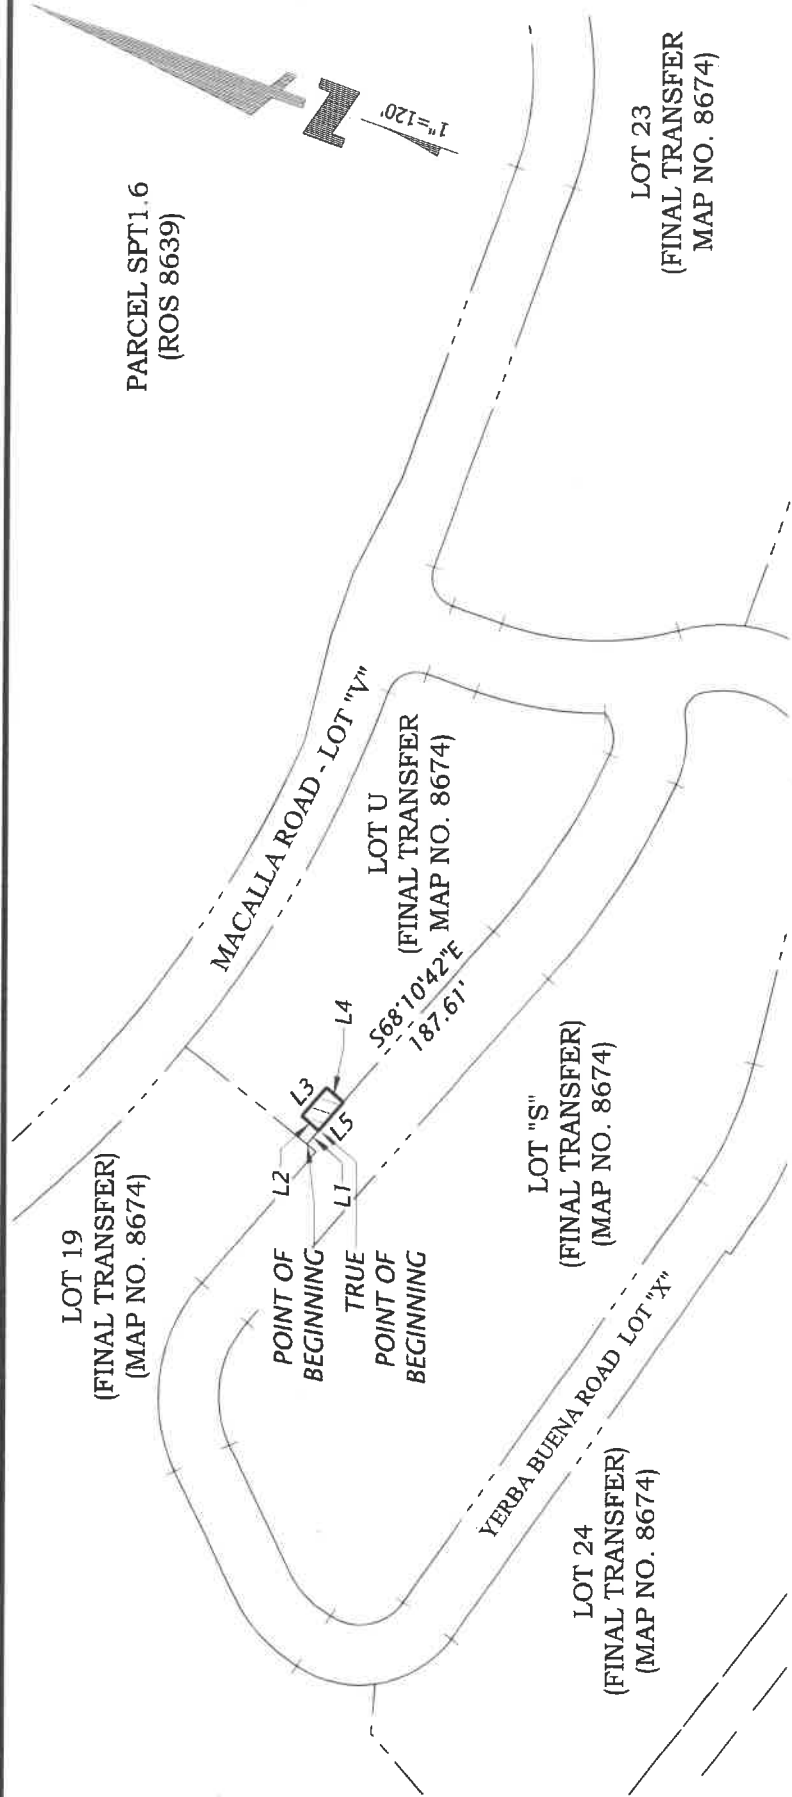 LOT 19
(FINAL TRANSFER)
(MAP NO. 8674)
PARCEL SPT1.6
(ROS 8639)
1"=120'
MACALLA ROAD - LOT "V"
LOT U
(FINAL TRANSFER
MAP NO. 8674)
LOT 23
(FINAL TRANSFER
MAP NO. 8674)
L2
L3
L4
L1
L5
S68°10'42"E
187.61'
POINT OF
BEGINNING
TRUE
POINT OF
BEGINNING
LOT "S"
(FINAL TRANSFER)
(MAP NO. 8674)
YERBA BUENA ROAD LOT "X"
LOT 24
(FINAL TRANSFER)
(MAP NO. 8674)